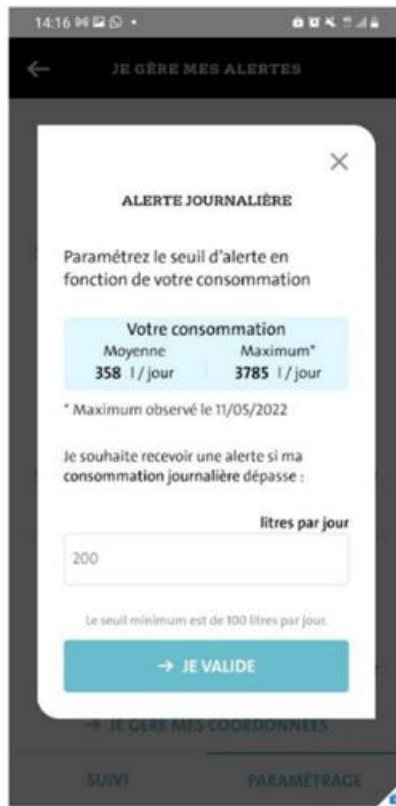 14:16
JE GÈRE MES ALERTES
ALERTE JOURNALIÈRE
Paramétrez le seuil d'alerte en
fonction de votre consommation
Votre consommation
Moyenne Maximum*
358 l / jour 3785 l / jour
* Maximum observé le 11/05/2022
Je souhaite recevoir une alerte si ma
consommation journalière dépasse :
litres par jour
200
Le seuil minimum est de 100 litres par jour.
→ JE VALIDE
→ JE GÈRE MES COORDONNÉES
SUIVI PARAMÉTRAGE